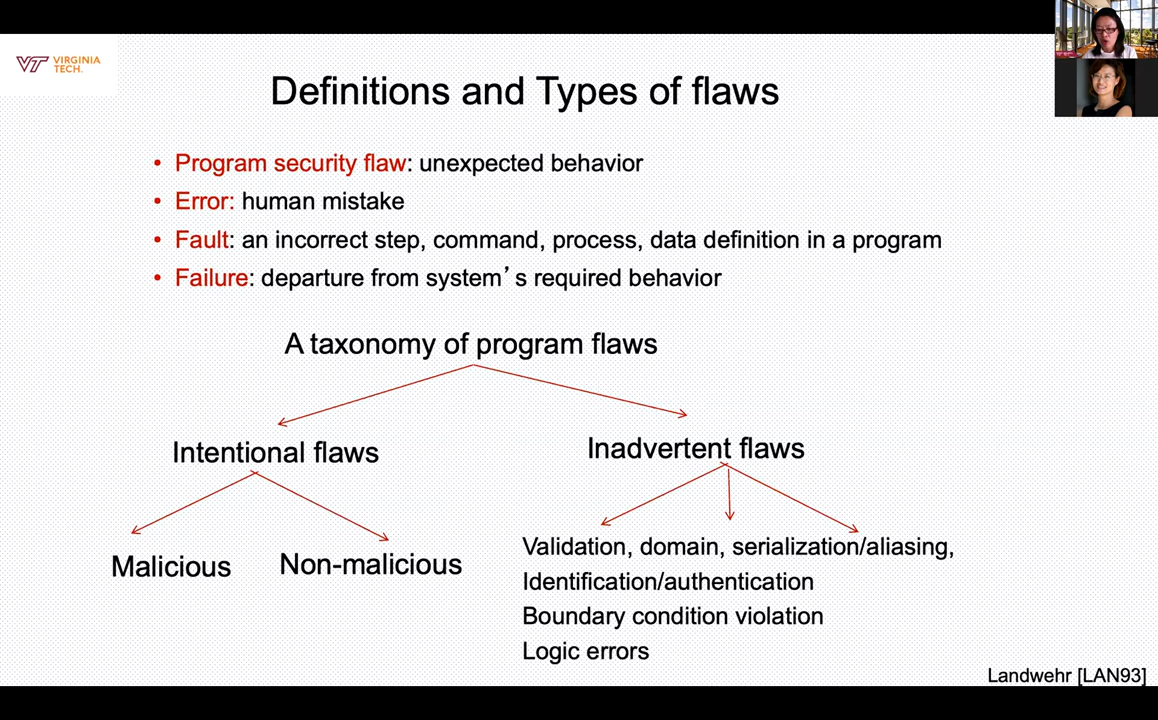 VT VIRGINIA
TECH.
Definitions and Types of flaws
• Program security flaw: unexpected behavior
• Error: human mistake
• Fault: an incorrect step, command, process, data definition in a program
• Failure: departure from system’s required behavior
A taxonomy of program flaws
Intentional flaws
Inadvertent flaws
Malicious
Non-malicious
Validation, domain, serialization/aliasing,
Identification/authentication
Boundary condition violation
Logic errors
Landwehr [LAN93]